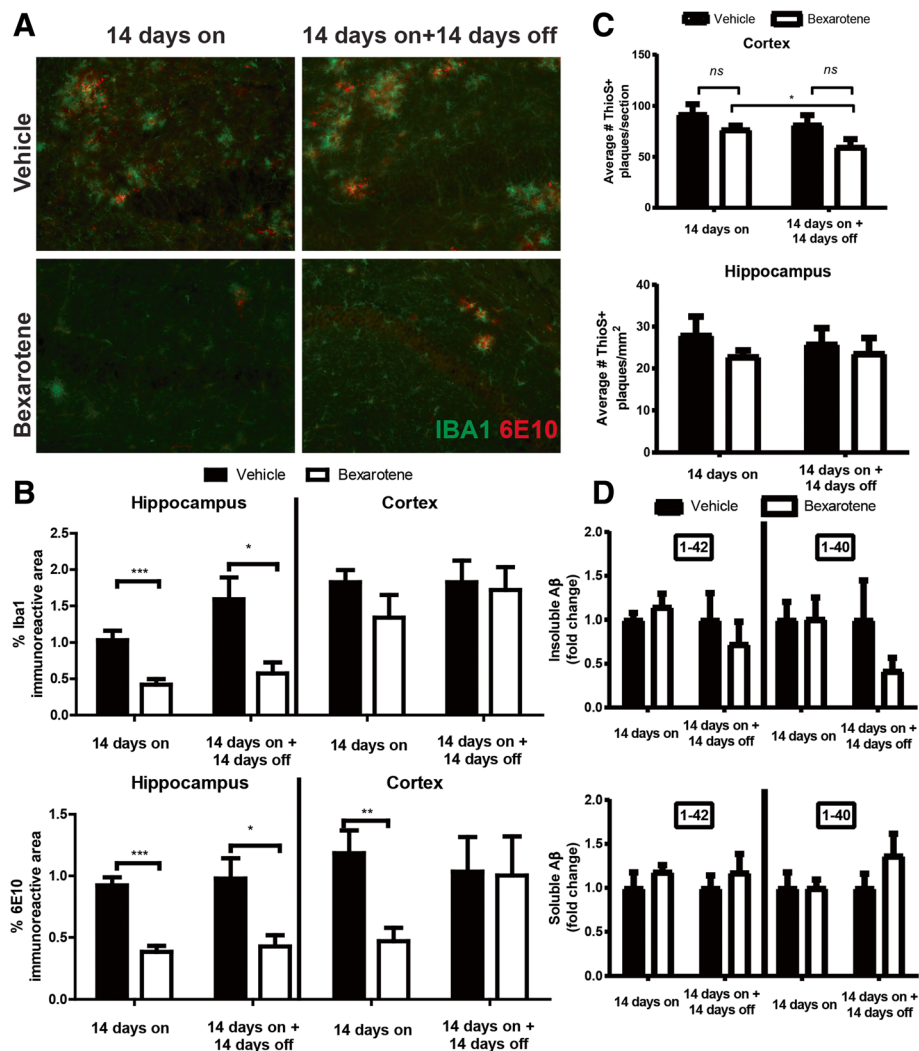 A
14 days on
14 days on+14 days off
Vehicle
Bexarotene
IBA1 6E10
Vehicle
Bexarotene
B
Hippocampus
Cortex
% Iba1
immunoreactive area
2.5
2.0
1.5
1.0
0.5
0.0
***
*
14 days on
14 days on +
14 days off
14 days on
14 days on +
14 days off
Hippocampus
Cortex
% 6E10
immunoreactive area
1.5
1.0
0.5
0.0
***
*
**
14 days on
14 days on +
14 days off
14 days on
14 days on +
14 days off
C
Vehicle
Bexarotene
Cortex
Average # ThioS+
plaques/section
150
100
50
0
ns
ns
*
14 days on
14 days on +
14 days off
Hippocampus
Average # ThioS+
plaques/mm²
40
30
20
10
0
14 days on
14 days on +
14 days off
D
Vehicle
Bexarotene
1-42
1-40
Insoluble Aβ
(fold change)
2.0
1.5
1.0
0.5
0.0
14 days on
14 days on +
14 days off
14 days on
14 days on +
14 days off
1-42
1-40
Soluble Aβ
(fold change)
2.0
1.5
1.0
0.5
0.0
14 days on
14 days on +
14 days off
14 days on
14 days on +
14 days off